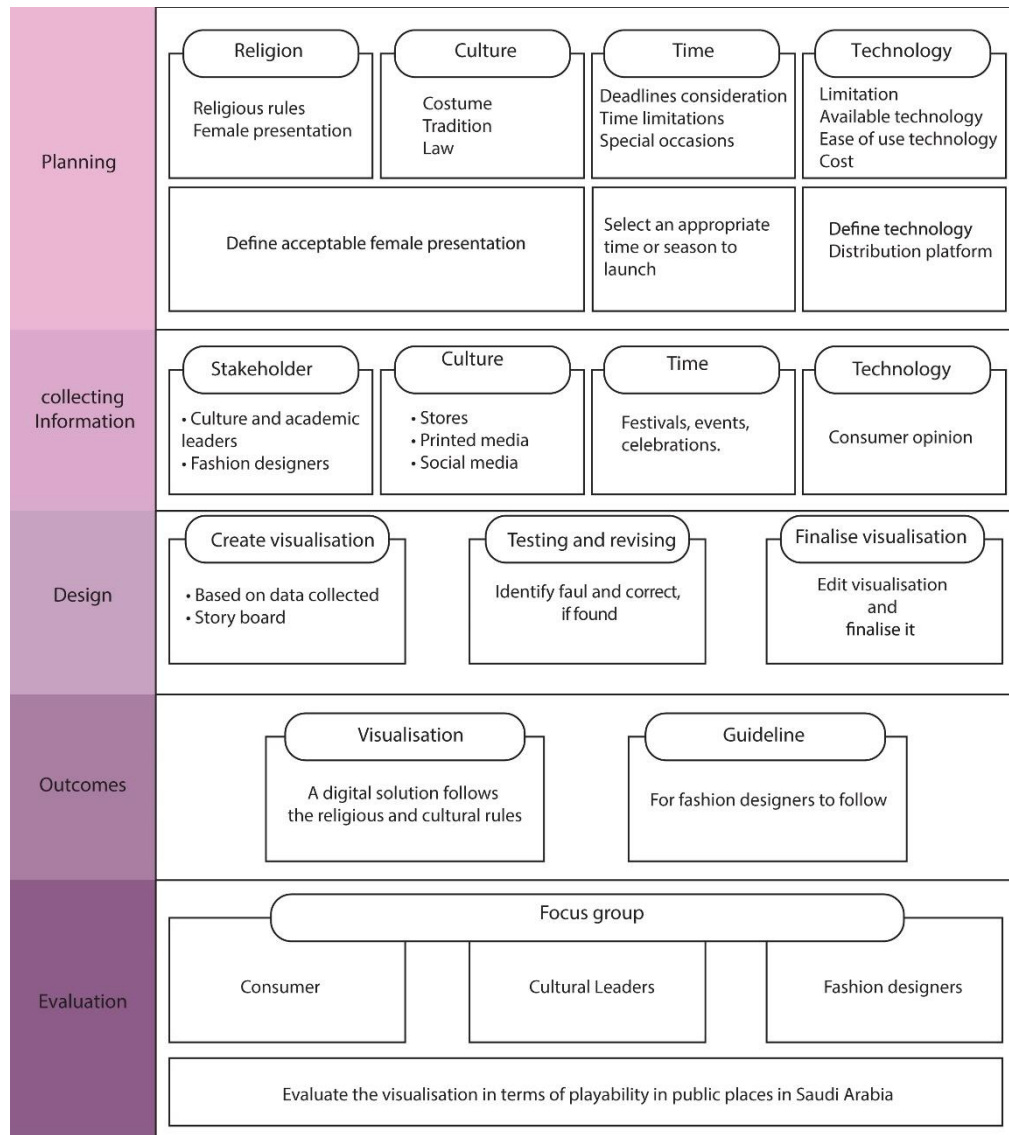 Planning
Religion
Religious rules
Female presentation
Culture
Costume
Tradition
Law
Time
Deadlines consideration
Time limitations
Special occasions
Technology
Limitation
Available technology
Ease of use technology
Cost
Define acceptable female presentation
Select an appropriate
time or season to
launch
Define technology
Distribution platform
collecting
Information
Stakeholder
• Culture and academic
leaders
• Fashion designers
Culture
• Stores
• Printed media
• Social media
Time
Festivals, events,
celebrations.
Technology
Consumer opinion
Design
Create visualisation
• Based on data collected
• Story board
Testing and revising
Identify faul and correct,
if found
Finalise visualisation
Edit visualisation
and
finalise it
Outcomes
Visualisation
A digital solution follows
the religious and cultural rules
Guideline
For fashion designers to follow
Evaluation
Focus group
Consumer
Cultural Leaders
Fashion designers
Evaluate the visualisation in terms of playability in public places in Saudi Arabia